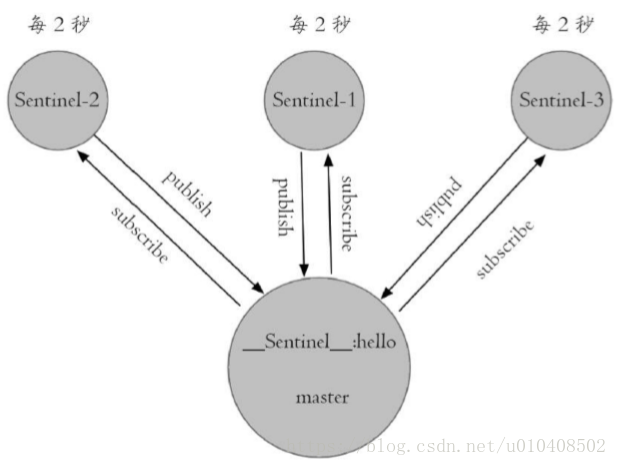 每 2 秒
每 2 秒
每 2 秒
Sentinel-2
Sentinel-1
Sentinel-3
publish
subscribe
publish
subscribe
publish
subscribe
__Sentinel__:hello
master
blog.csdn.net/u010408502